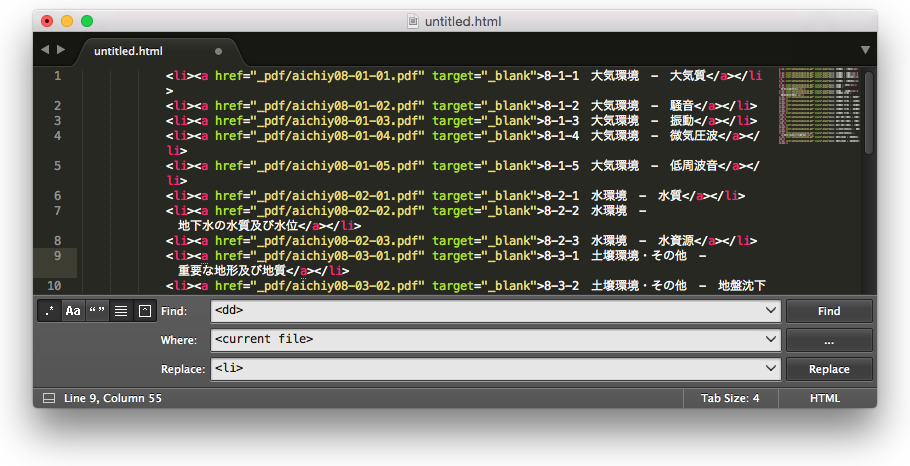 untitled.html
untitled.html
1 <li><a href="_pdf/aichiy08-01-01.pdf" target="_blank">8-1-1　大気環境　－　大気質</a></li
>
2 <li><a href="_pdf/aichiy08-01-02.pdf" target="_blank">8-1-2　大気環境　－　騒音</a></li>
3 <li><a href="_pdf/aichiy08-01-03.pdf" target="_blank">8-1-3　大気環境　－　振動</a></li>
4 <li><a href="_pdf/aichiy08-01-04.pdf" target="_blank">8-1-4　大気環境　－　微気圧波</a></
li>
5 <li><a href="_pdf/aichiy08-01-05.pdf" target="_blank">8-1-5　大気環境　－　低周波音</a></
li>
6 <li><a href="_pdf/aichiy08-02-01.pdf" target="_blank">8-2-1　水環境　－　水質</a></li>
7 <li><a href="_pdf/aichiy08-02-02.pdf" target="_blank">8-2-2　水環境　－
地下水の水質及び水位</a></li>
8 <li><a href="_pdf/aichiy08-02-03.pdf" target="_blank">8-2-3　水環境　－　水資源</a></li>
9 <li><a href="_pdf/aichiy08-03-01.pdf" target="_blank">8-3-1　土壌環境・その他　－
重要な地形及び地質</a></li>
10 <li><a href="_pdf/aichiy08-03-02.pdf" target="_blank">8-3-2　土壌環境・その他　－　地盤沈下
.* Aa “” Find: <dd> Find
Where: <current file> ...
Replace: <li> Replace
Line 9, Column 55 Tab Size: 4 HTML